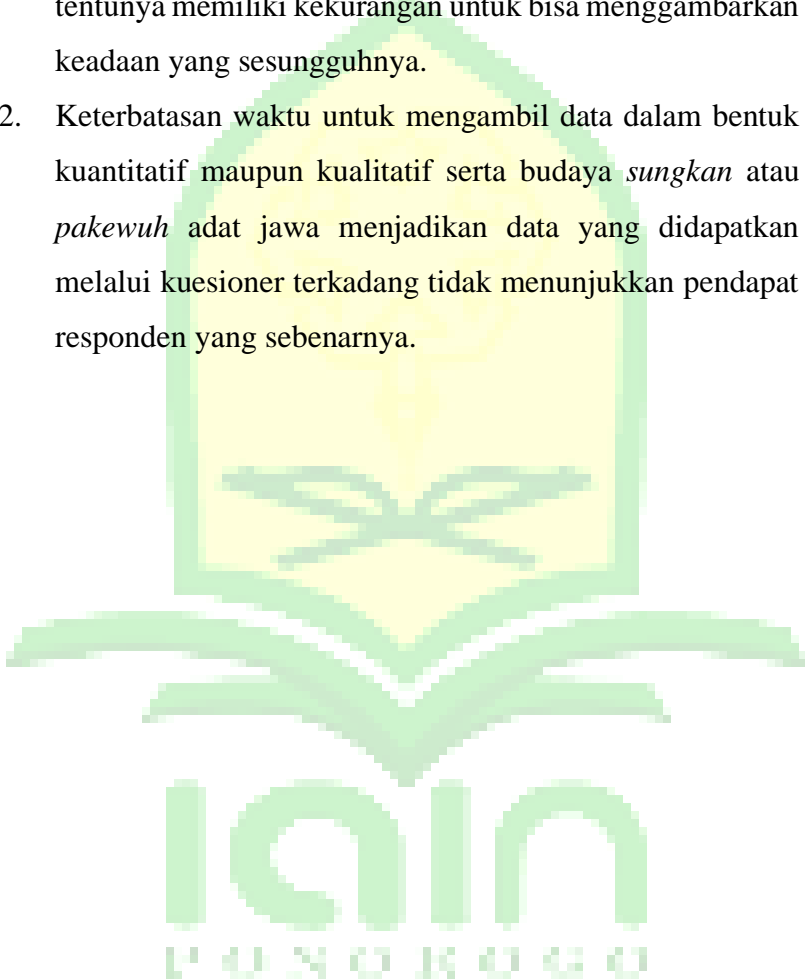 tentunya memiliki kekurangan untuk bisa menggambarkan
keadaan yang sesungguhnya.
2. Keterbatasan waktu untuk mengambil data dalam bentuk
kuantitatif maupun kualitatif serta budaya sungkan atau
pakewuh adat jawa menjadikan data yang didapatkan
melalui kuesioner terkadang tidak menunjukkan pendapat
responden yang sebenarnya.
iain
PONOROGO